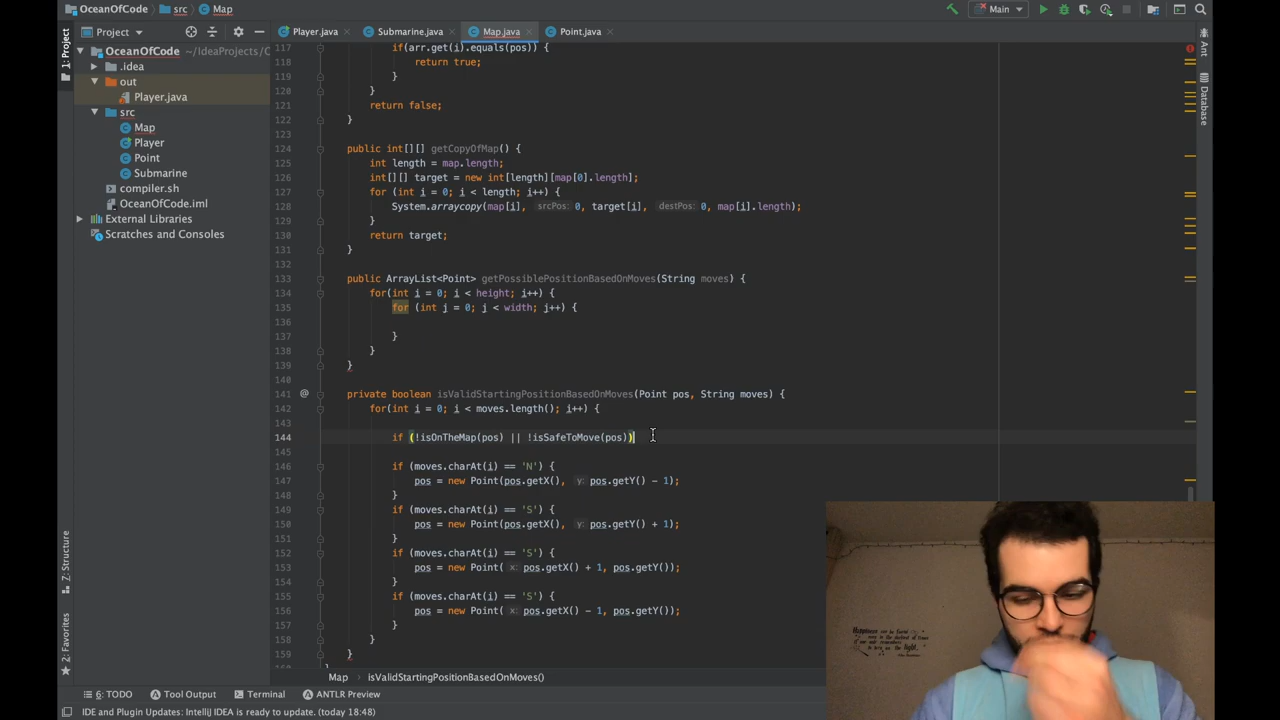 OceanOfCode
src
Map
Main
Project
Player.java
Submarine.java
Map.java
Point.java
1: Project
OceanOfCode ~/IdeaProjects/O
.idea
out
Player.java
src
Map
Player
Point
Submarine
compiler.sh
OceanOfCode.iml
External Libraries
Scratches and Consoles
117 if(arr.get(i).equals(pos)) {
118 return true;
119 }
120 }
121 return false;
122 }
123
124 public int[][] getCopyOfMap() {
125 int length = map.length;
126 int[][] target = new int[length][map[0].length];
127 for (int i = 0; i < length; i++) {
128 System.arraycopy(map[i], srcPos: 0, target[i], destPos: 0, map[i].length);
129 }
130 return target;
131 }
132
133 public ArrayList<Point> getPossiblePositionBasedOnMoves(String moves) {
134 for(int i = 0; i < height; i++) {
135 for (int j = 0; j < width; j++) {
136
137 }
138 }
139 }
140
141 @ private boolean isValidStartingPositionBasedOnMoves(Point pos, String moves) {
142 for(int i = 0; i < moves.length(); i++) {
143
144 if (!isOnTheMap(pos) || !isSafeToMove(pos))
145
146 if (moves.charAt(i) == 'N') {
147 pos = new Point(pos.getX(), y: pos.getY() - 1);
148 }
149 if (moves.charAt(i) == 'S') {
150 pos = new Point(pos.getX(), y: pos.getY() + 1);
151 }
152 if (moves.charAt(i) == 'S') {
153 pos = new Point( x: pos.getX() + 1, pos.getY());
154 }
155 if (moves.charAt(i) == 'S') {
156 pos = new Point( x: pos.getX() - 1, pos.getY());
157 }
158 }
159 }
160 }
Ant
Database
7: Structure
2: Favorites
Map
isValidStartingPositionBasedOnMoves()
6: TODO
Tool Output
Terminal
ANTLR Preview
IDE and Plugin Updates: IntelliJ IDEA is ready to update. (today 18:48)